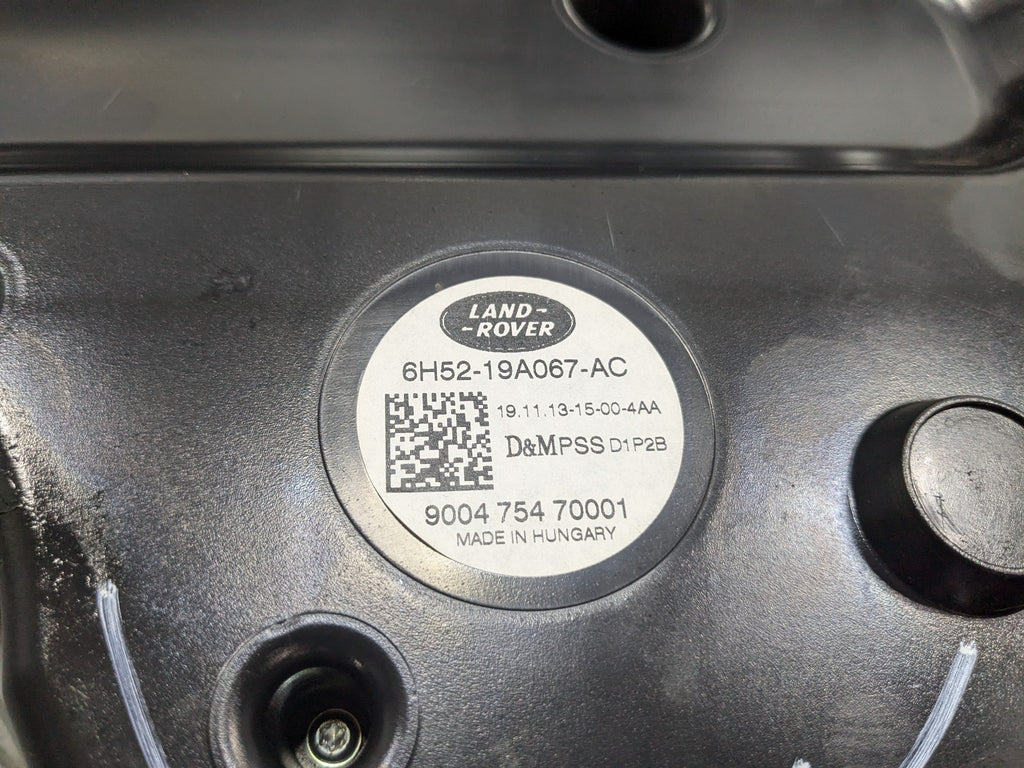 LAND-
-ROVER
6H52-19A067-AC
19.11.13-15-00-4AA
D&MPSS D1P2B
9004 754 70001
MADE IN HUNGARY